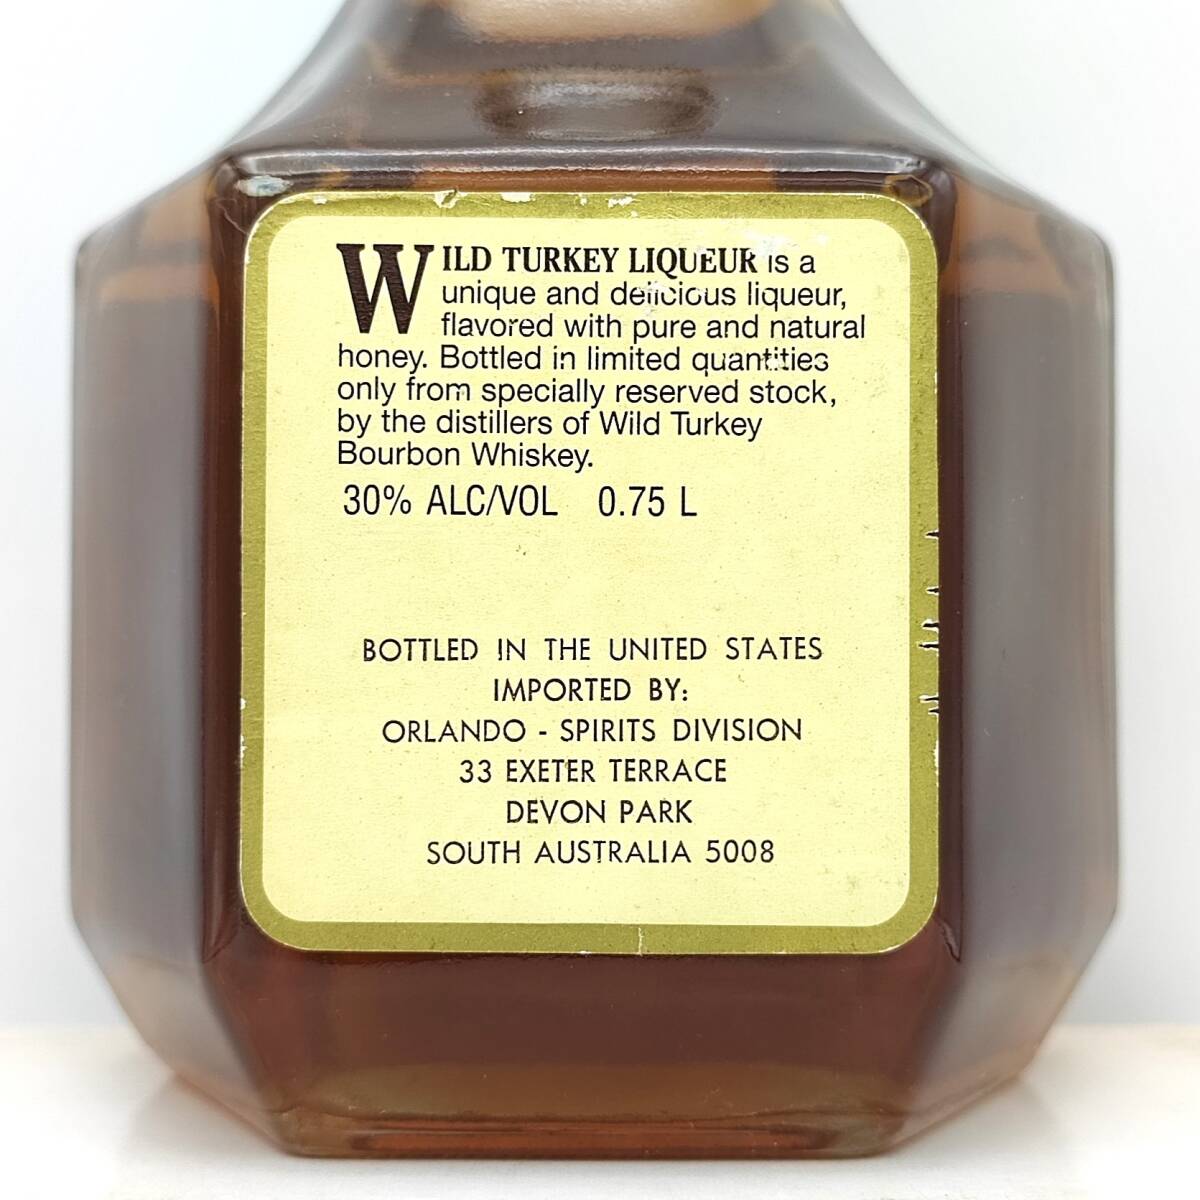 WILD TURKEY LIQUEUR is a
unique and delicious liqueur,
flavored with pure and natural
honey. Bottled in limited quantities
only from specially reserved stock,
by the distillers of Wild Turkey
Bourbon Whiskey.
30% ALC/VOL 0.75 L
BOTTLED IN THE UNITED STATES
IMPORTED BY:
ORLANDO - SPIRITS DIVISION
33 EXETER TERRACE
DEVON PARK
SOUTH AUSTRALIA 5008